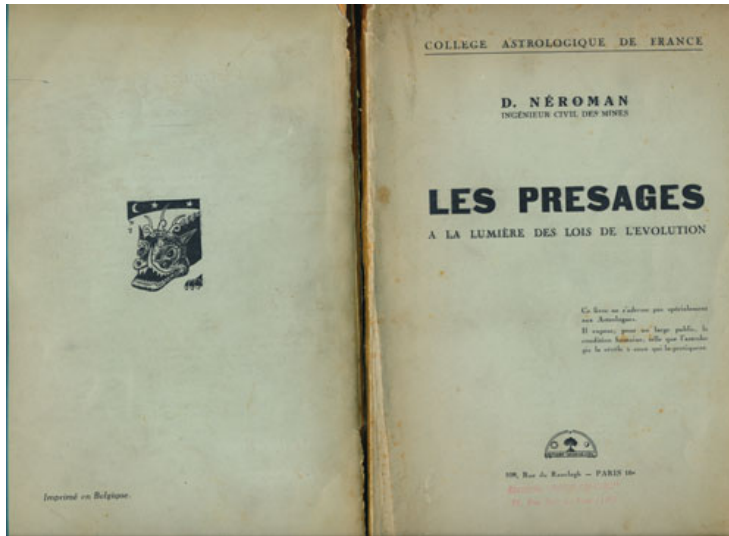 Imprimé en Belgique.
COLLEGE ASTROLOGIQUE DE FRANCE
D. NÉROMAN
INGÉNIEUR CIVIL DES MINES
LES PRESAGES
A LA LUMIÈRE DES LOIS DE L'EVOLUTION
Ce livre ne s'adresse pas spécialement
aux Astrologues.
Il expose, pour un large public, la
condition humaine, telle que l'astrolo-
gie la révèle à ceux qui la pratiquent.
Rue du Ranelagh — PARIS 16e